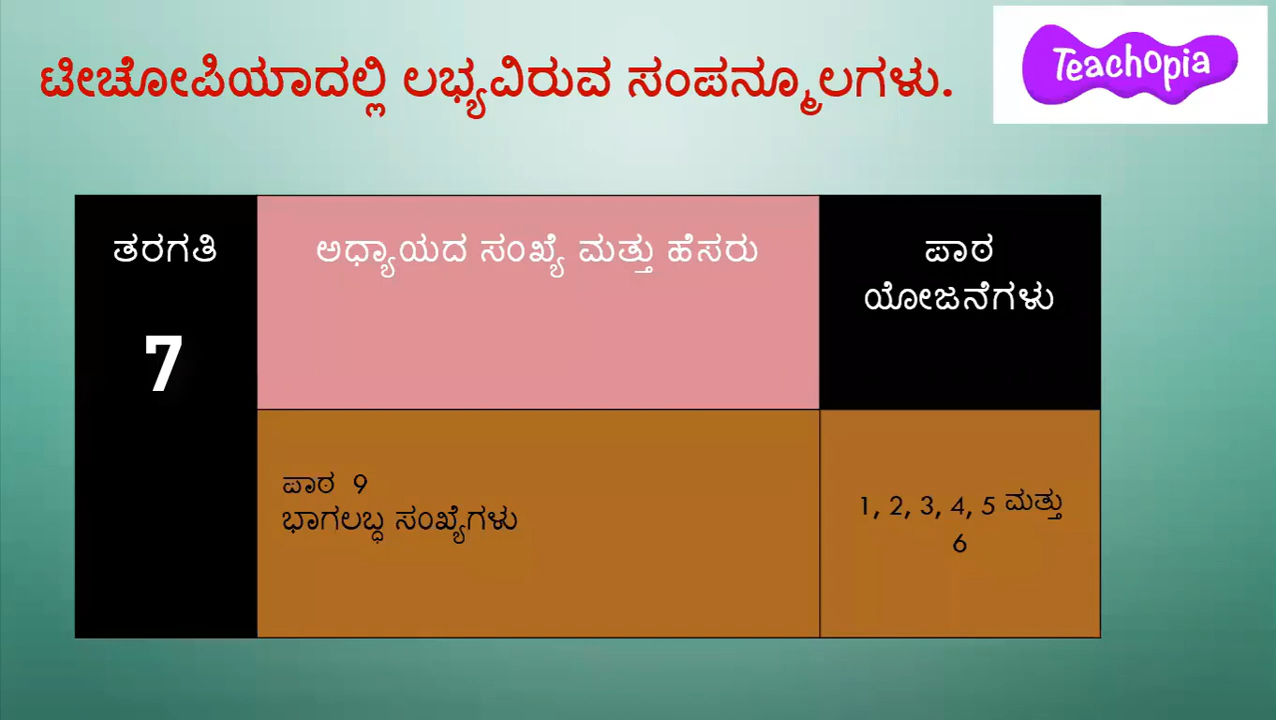 ಟೀಚೋಪಿಯಾದಲ್ಲಿ ಲಭ್ಯವಿರುವ ಸಂಪನ್ಮೂಲಗಳು.
Teachopia
ತರಗತಿ
7
ಅಧ್ಯಾಯದ ಸಂಖ್ಯೆ ಮತ್ತು ಹೆಸರು
ಪಾಠ
ಯೋಜನೆಗಳು
ಪಾಠ 9
ಭಾಗಲಬ್ಧ ಸಂಖ್ಯೆಗಳು
1, 2, 3, 4, 5 ಮತ್ತು
6